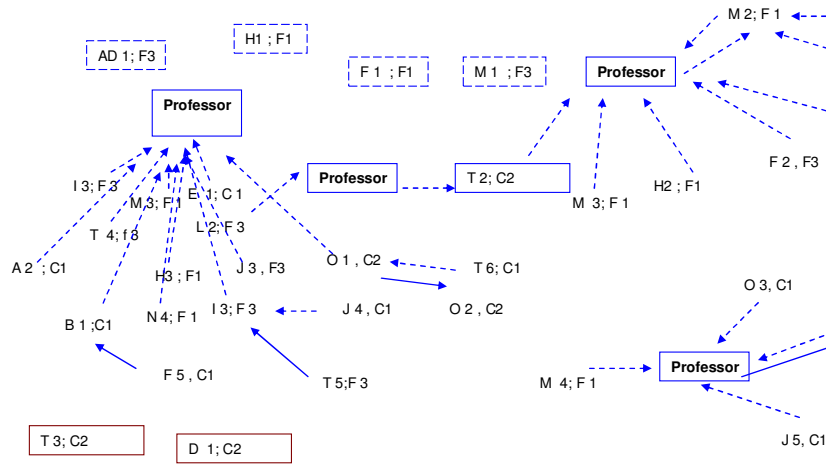 M 2; F 1
H1 ; F1
AD 1; F3
F 1 ; F1
M 1 ; F3
Professor
Professor
F 2 , F 3
Professor
T 2; C2
I 3; F 3
M 3; F 1
E 1; C 1
H2 ; F1
M 3; F 1
L 2; F 3
T 4; f 3
A 2 ; C1
H3 ; F1
J 3 , F3
O 1 , C2
T 6; C1
O 3, C1
B 1 ;C1
N 4; F 1
I 3; F 3
J 4 , C1
O 2 , C2
F 5 , C1
T 5;F 3
M 4; F 1
Professor
T 3; C2
D 1; C2
J 5, C1